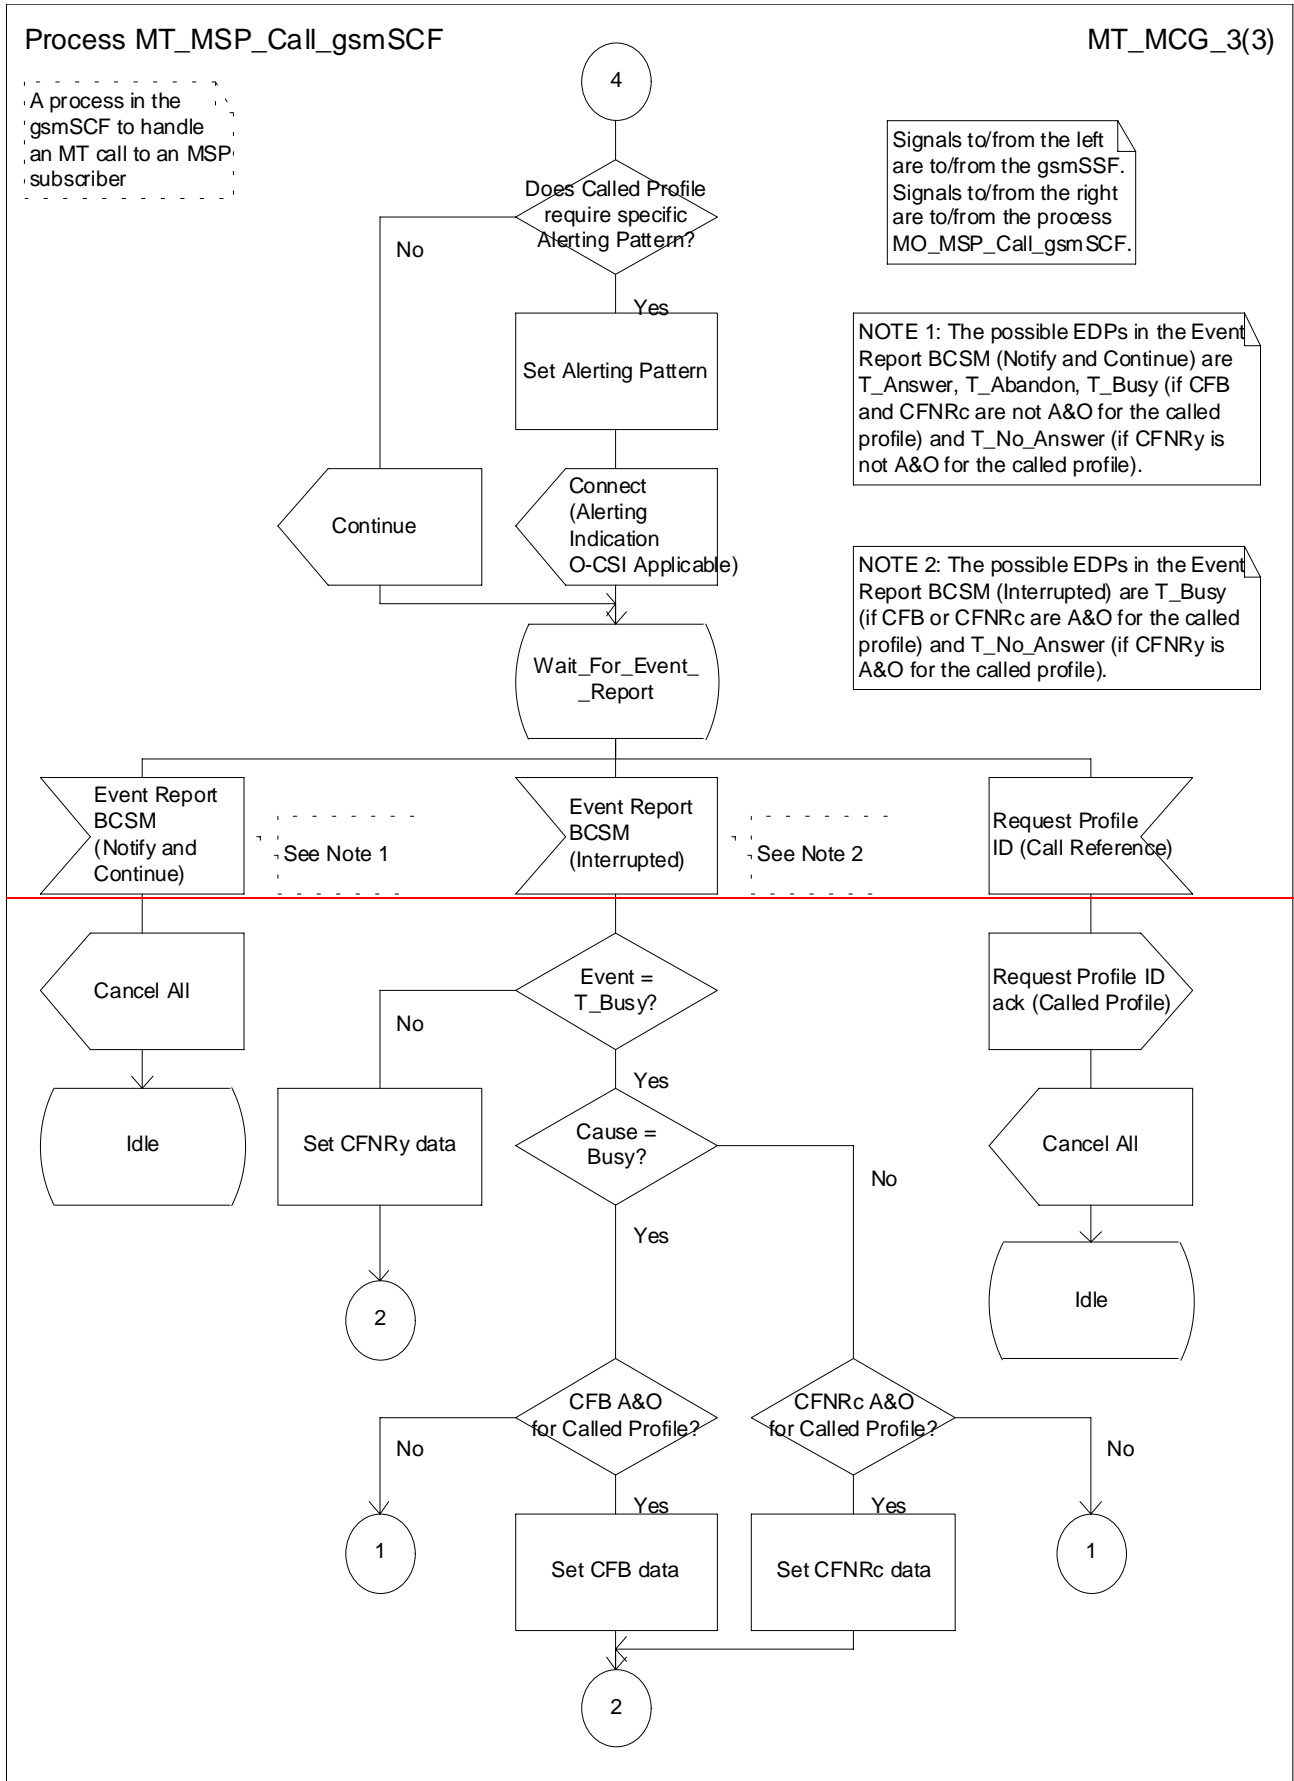 Process MT_MSP_Call_gsmSCF
MT_MCG_3(3)
4
A process in the
gsmSCF to handle
an MT call to an MSP
subscriber
Signals to/from the left
are to/from the gsmSSF.
Signals to/from the right
are to/from the process
MO_MSP_Call_gsmSCF.
Does Called Profile
require specific
Alerting Pattern?
No
Yes
NOTE 1: The possible EDPs in the Event
Report BCSM (Notify and Continue) are
T_Answer, T_Abandon, T_Busy (if CFB
and CFNRc are not A&O for the called
profile) and T_No_Answer (if CFNRy is
not A&O for the called profile).
Set Alerting Pattern
Continue
Connect
(Alerting
Indication
O-CSI Applicable)
NOTE 2: The possible EDPs in the Event
Report BCSM (Interrupted) are T_Busy
(if CFB or CFNRc are A&O for the called
profile) and T_No_Answer (if CFNRy is
A&O for the called profile).
Wait_For_Event_
_Report
Event Report
BCSM
(Notify and
Continue)
See Note 1
Event Report
BCSM
(Interrupted)
See Note 2
Request Profile
ID (Call Reference)
Cancel All
Event =
T_Busy?
Request Profile ID
ack (Called Profile)
No
Yes
Idle
Set CFNRy data
Cause =
Busy?
Cancel All
No
Yes
2
Idle
CFB A&O
for Called Profile?
CFNRc A&O
for Called Profile?
No
Yes
Yes
No
1
Set CFB data
Set CFNRc data
1
2